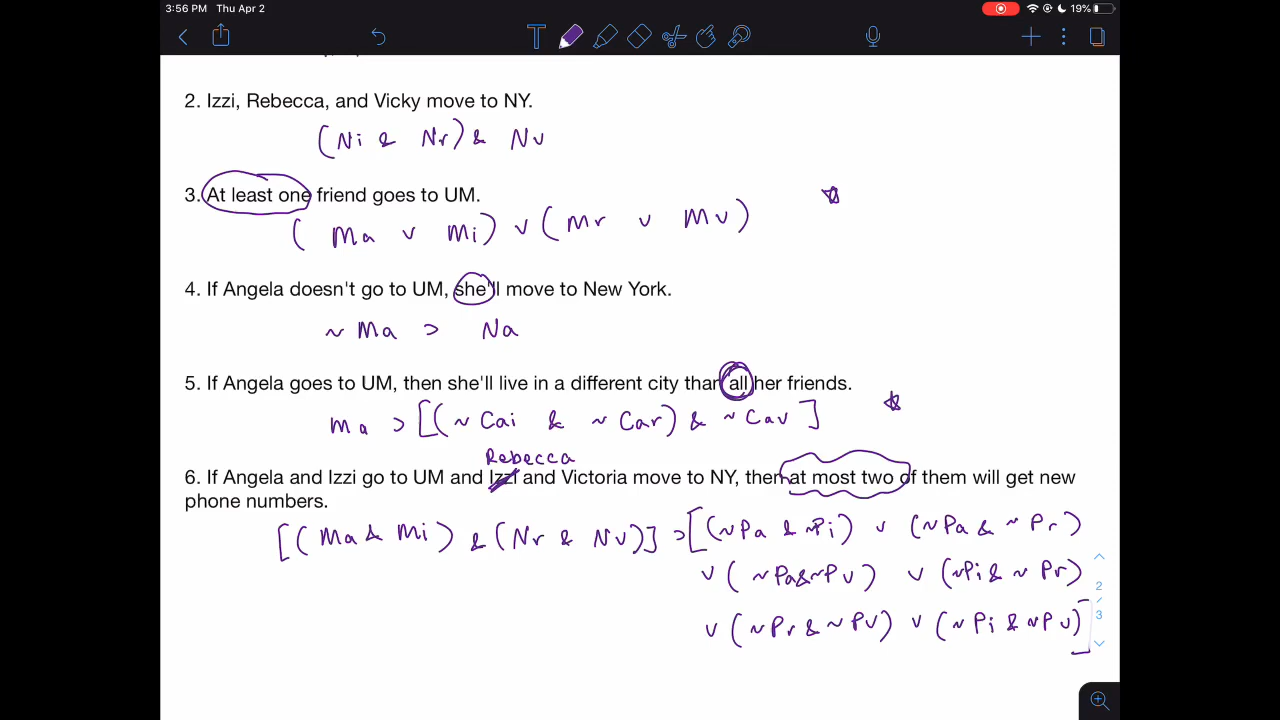 3:56 PM Thu Apr 2
19%
2. Izzi, Rebecca, and Vicky move to NY.
(Ni & Nr) & Nv
3. At least one friend goes to UM.
(Ma v Mi) v (Mr v Mv)
4. If Angela doesn't go to UM, she'll move to New York.
~Ma ⊃ Na
5. If Angela goes to UM, then she'll live in a different city than all her friends.
Ma ⊃ [(~Cai & ~Car) & ~Cav]
Rebecca
6. If Angela and Izzi go to UM and Izzi and Victoria move to NY, then at most two of them will get new
phone numbers.
[(Ma & Mi) & (Nr & Nv)] ⊃ [(~Pa & ~Pi) v (~Pa & ~Pr)
v (~Pa & ~Pv) v (~Pi & ~Pr)
v (~Pr & ~Pv) v (~Pi & ~Pv)]
2
/
3